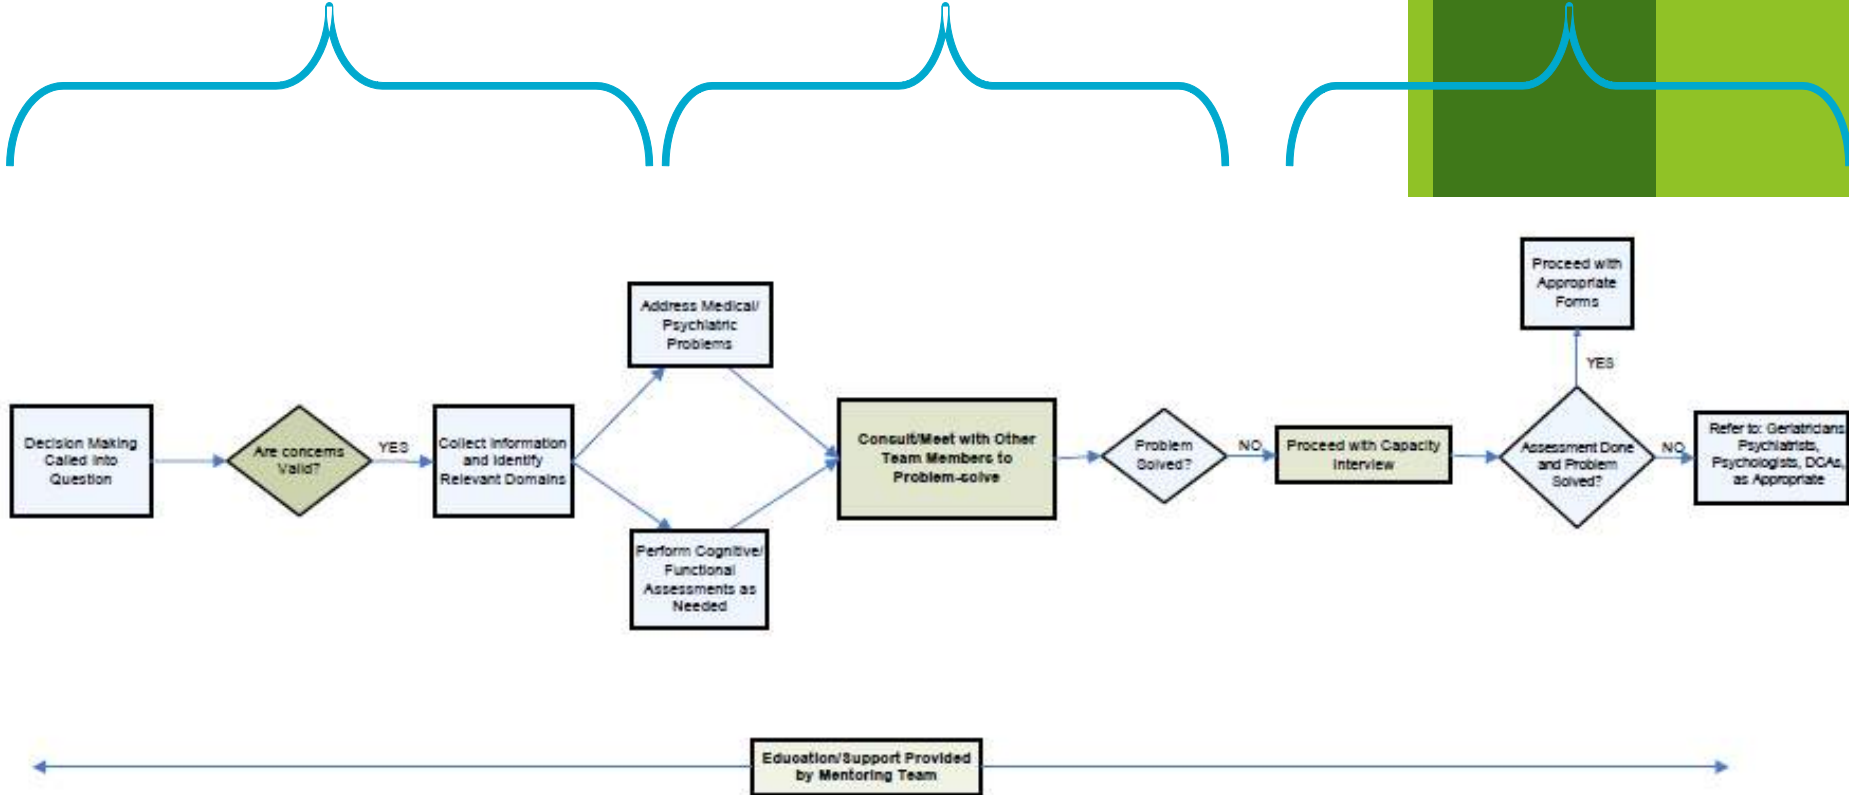 Decision Making
Called Into
Question
Are concerns
Valid?
YES
Collect Information
and Identify
Relevant Domains
Address Medical/
Psychiatric
Problems
Perform Cognitive/
Functional
Assessments as
Needed
Consult/Meet with Other
Team Members to
Problem-solve
Problem
Solved?
NO
Proceed with Capacity
Interview
Assessment Done
and Problem
Solved?
YES
Proceed with
Appropriate
Forms
NO
Refer to: Geriatricians
Psychiatrists,
Psychologists, DCAs,
as Appropriate
Education/Support Provided
by Mentoring Team